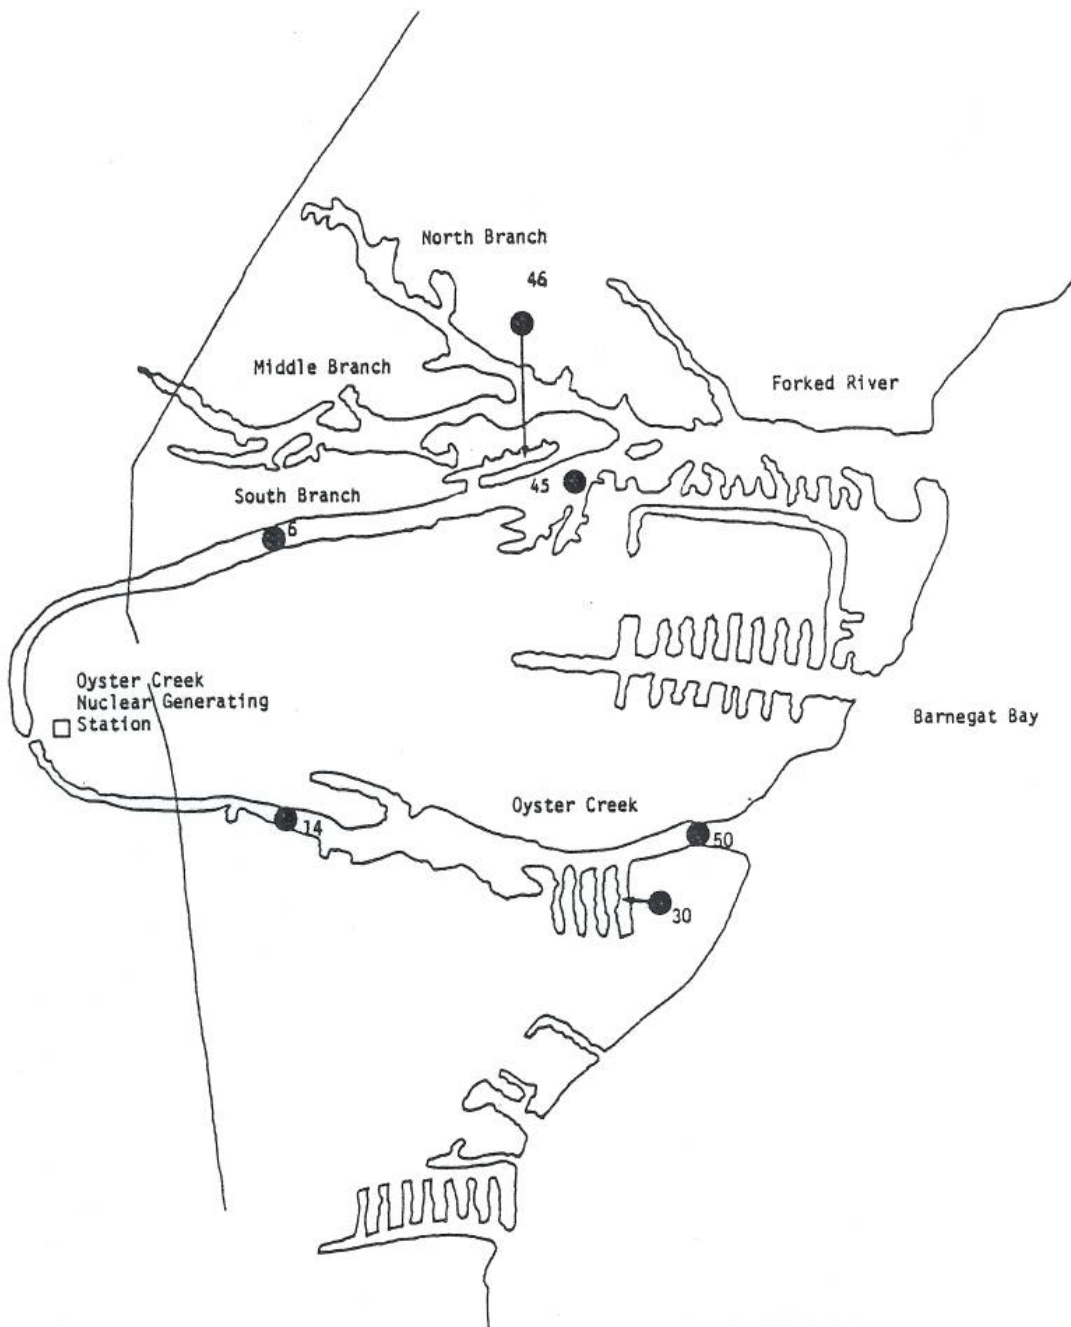 North Branch
46
Middle Branch
Forked River
45
South Branch
6
Oyster Creek
Nuclear Generating
Station
Barnegat Bay
Oyster Creek
14
50
30